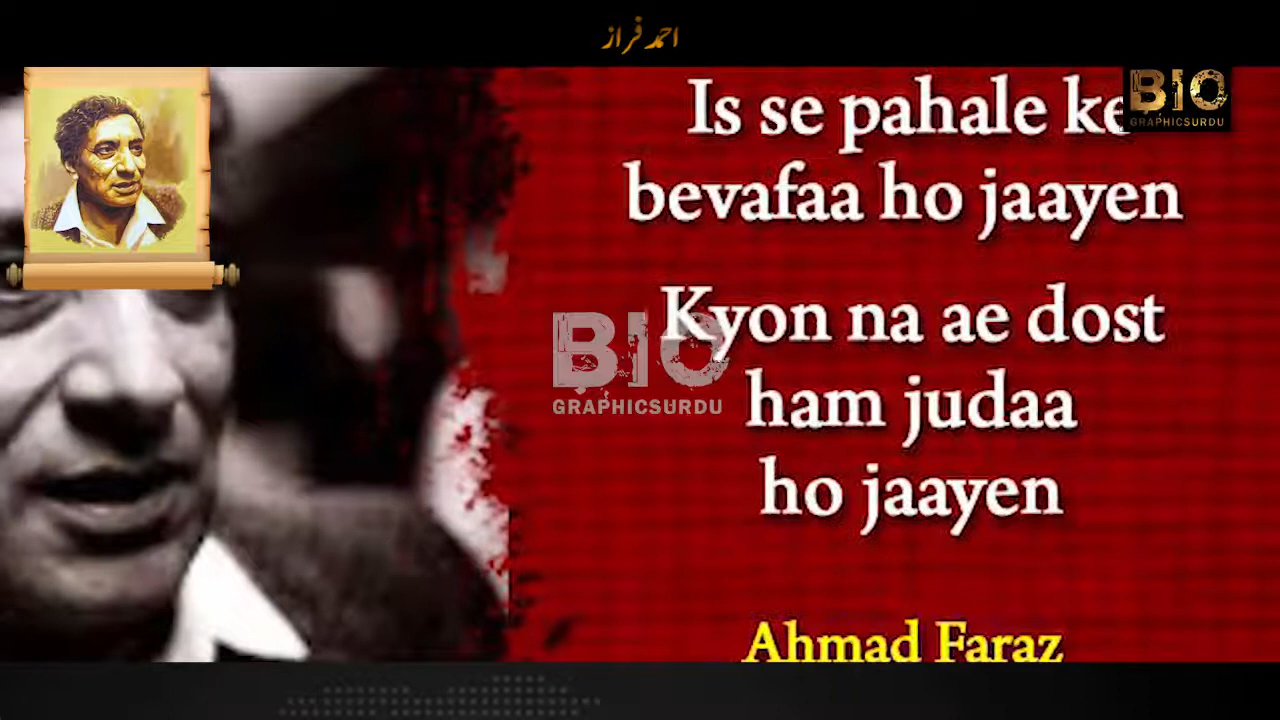 احمد فراز
Is se pahale ke
BIO
GRAPHICSURDU
bevafaa ho jaayen
Kyon na ae dost
BIO
GRAPHICSURDU
ham judaa
ho jaayen
Ahmad Faraz